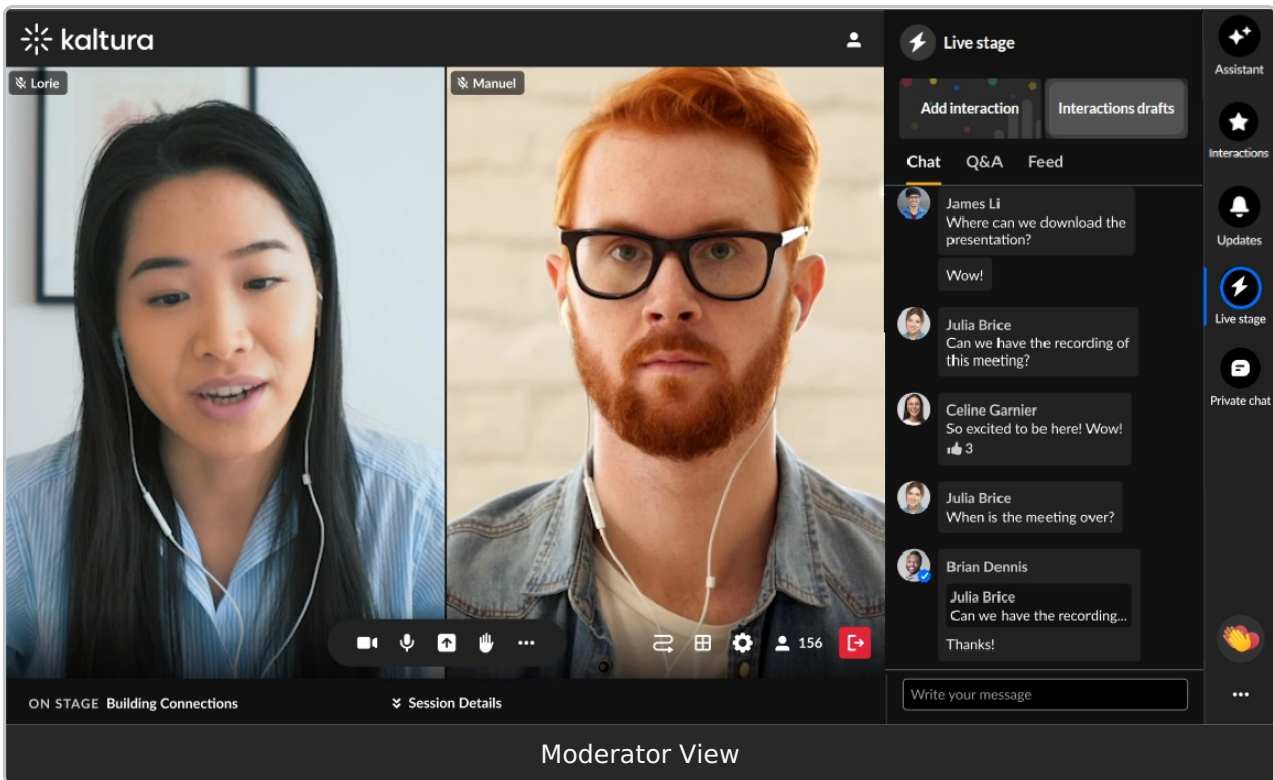 kaltura
Lorie
Manuel
156
ON STAGE Building Connections
Session Details
Live stage
Add interaction
Interactions drafts
Chat
Q&A
Feed
James Li
Where can we download the
presentation?
Wow!
Julia Brice
Can we have the recording of
this meeting?
Celine Garnier
So excited to be here! Wow!
3
Julia Brice
When is the meeting over?
Brian Dennis
Julia Brice
Can we have the recording...
Thanks!
Write your message
Assistant
Interactions
Updates
Live stage
Private chat
Moderator View